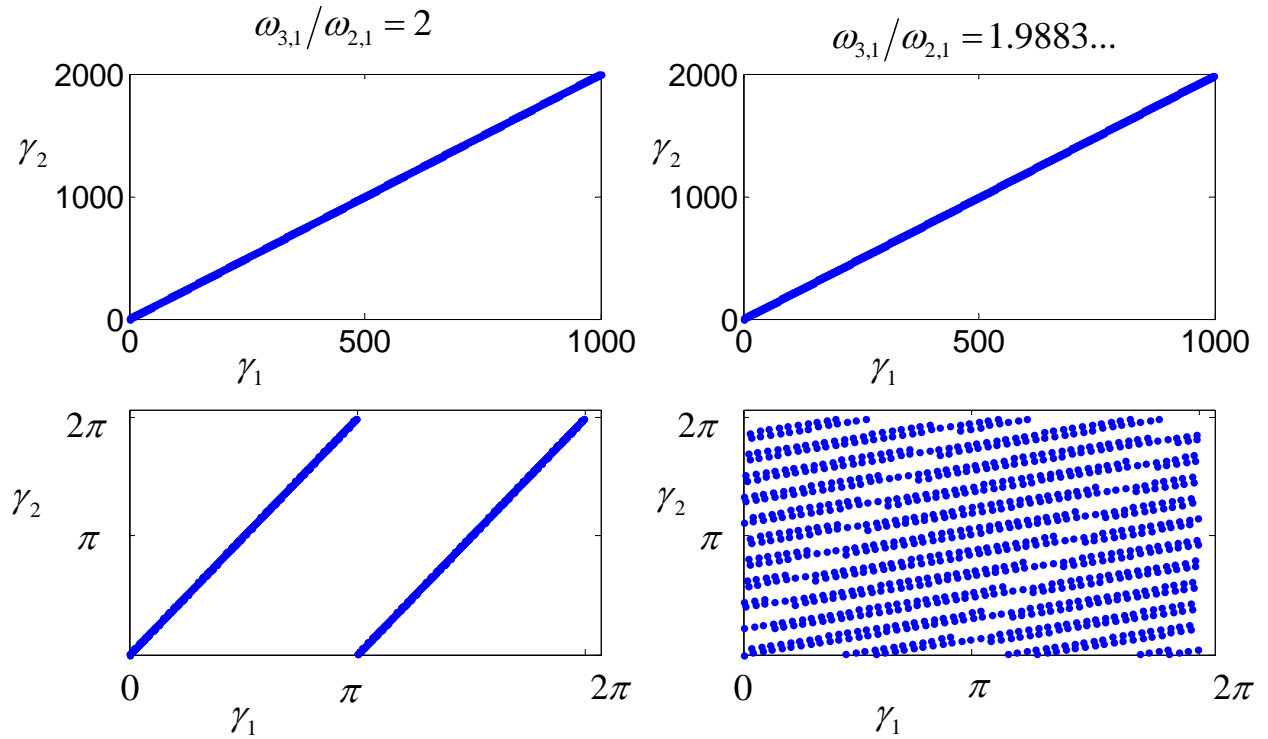 ω3,1/ω2,1 = 2
ω3,1/ω2,1 = 1.9883...
2000
γ2
1000
0
0 500 1000
γ1
2000
γ2
1000
0
0 500 1000
γ1
2π
γ2
π
0 π 2π
γ1
2π
γ2
π
0 π 2π
γ1